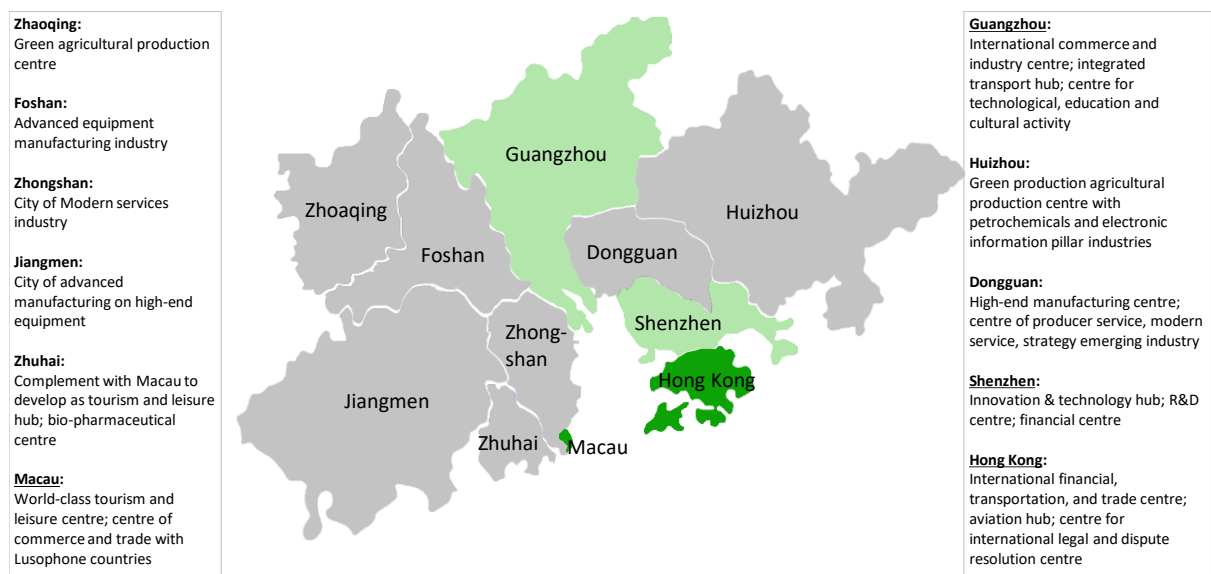 Zhaoqing:
Green agricultural production
centre
Foshan:
Advanced equipment
manufacturing industry
Zhongshan:
City of Modern services
industry
Jiangmen:
City of advanced
manufacturing on high-end
equipment
Zhuhai:
Complement with Macau to
develop as tourism and leisure
hub; bio-pharmaceutical
centre
Macau:
World-class tourism and
leisure centre; centre of
commerce and trade with
Lusophone countries
Guangzhou
Zhoaqing
Huizhou
Foshan
Dongguan
Shenzhen
Zhong-
shan
Hong Kong
Jiangmen
Zhuhai
Macau
Guangzhou:
International commerce and
industry centre; integrated
transport hub; centre for
technological, education and
cultural activity
Huizhou:
Green production agricultural
production centre with
petrochemicals and electronic
information pillar industries
Dongguan:
High-end manufacturing centre;
centre of producer service, modern
service, strategy emerging industry
Shenzhen:
Innovation & technology hub; R&D
centre; financial centre
Hong Kong:
International financial,
transportation, and trade centre;
aviation hub; centre for
international legal and dispute
resolution centre